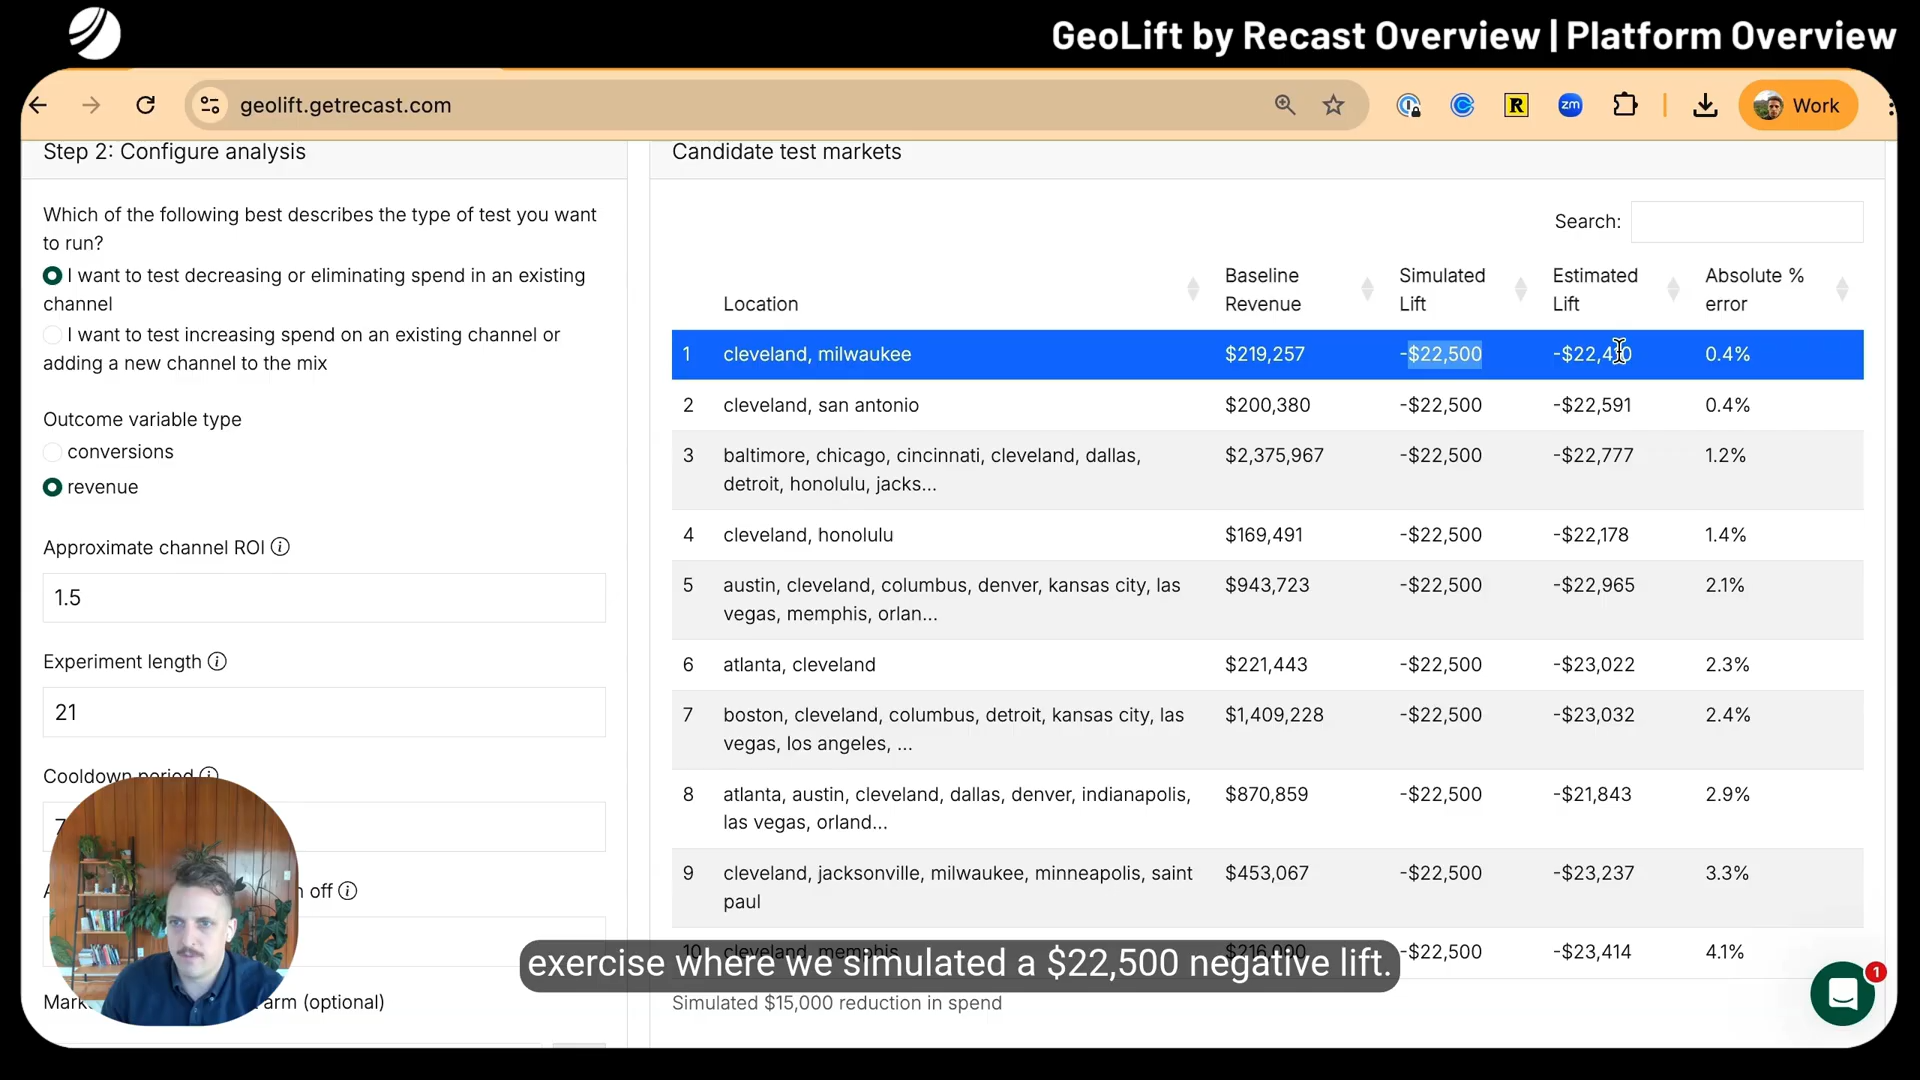 GeoLift by Recast Overview | Platform Overview
geolift.getrecast.com
R
zm
Work
Step 2: Configure analysis
Which of the following best describes the type of test you want
to run?
I want to test decreasing or eliminating spend in an existing
channel
I want to test increasing spend on an existing channel or
adding a new channel to the mix
Outcome variable type
conversions
revenue
Approximate channel ROI
1.5
Experiment length
21
Cooldown period
7
off
arm (optional)
Candidate test markets
Search:
Location Baseline Revenue Simulated Lift Estimated Lift Absolute % error
1 cleveland, milwaukee $219,257 -$22,500 0.4%
2 cleveland, san antonio $200,380 -$22,500 -$22,591 0.4%
3 baltimore, chicago, cincinnati, cleveland, dallas, $2,375,967 -$22,500 -$22,777 1.2%
detroit, honolulu, jacks...
4 cleveland, honolulu $169,491 -$22,500 -$22,178 1.4%
5 austin, cleveland, columbus, denver, kansas city, las $943,723 -$22,500 -$22,965 2.1%
vegas, memphis, orlan...
6 atlanta, cleveland $221,443 -$22,500 -$23,022 2.3%
7 boston, cleveland, columbus, detroit, kansas city, las $1,409,228 -$22,500 -$23,032 2.4%
vegas, los angeles, ...
8 atlanta, austin, cleveland, dallas, denver, indianapolis, $870,859 -$22,500 -$21,843 2.9%
las vegas, orland...
9 cleveland, jacksonville, milwaukee, minneapolis, saint $453,067 -$22,500 -$23,237 3.3%
paul
10 cleveland, memphis -$22,500 -$23,414 4.1%
exercise where we simulated a $22,500 negative lift.
Simulated $15,000 reduction in spend
1